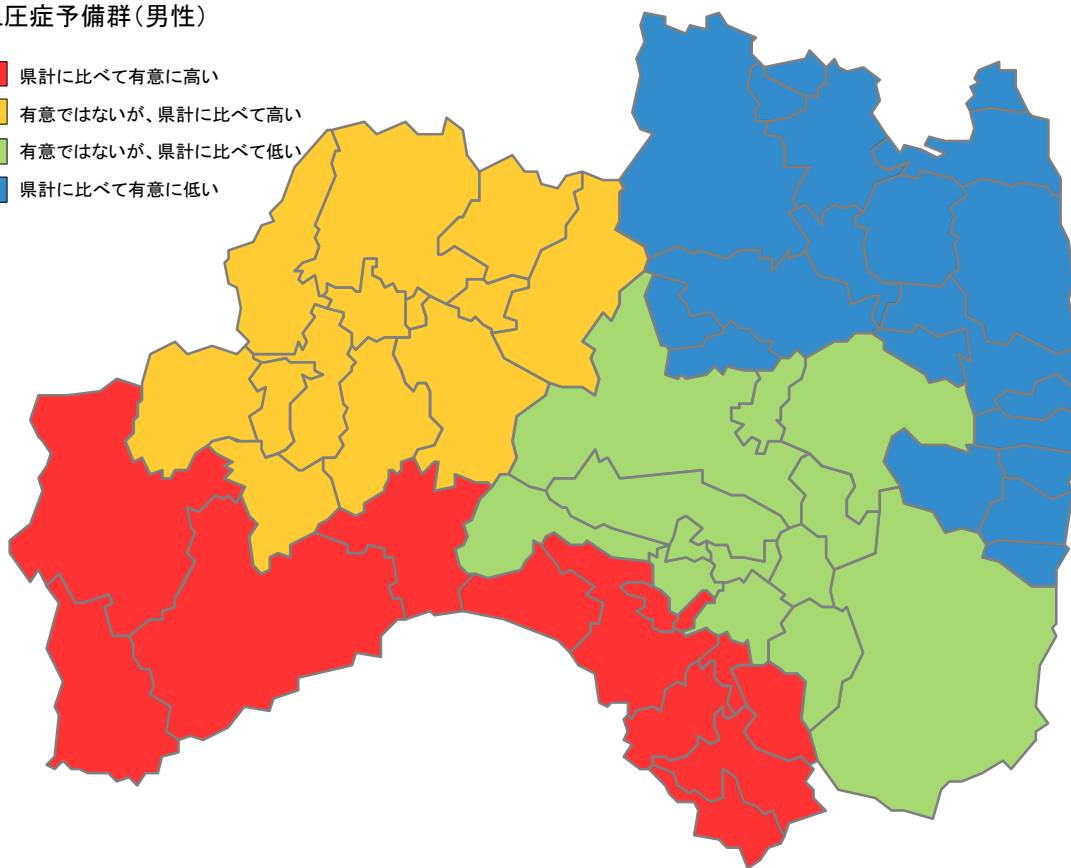 圧症予備群（男性）
県計に比べて有意に高い
有意ではないが、県計に比べて高い
有意ではないが、県計に比べて低い
県計に比べて有意に低い